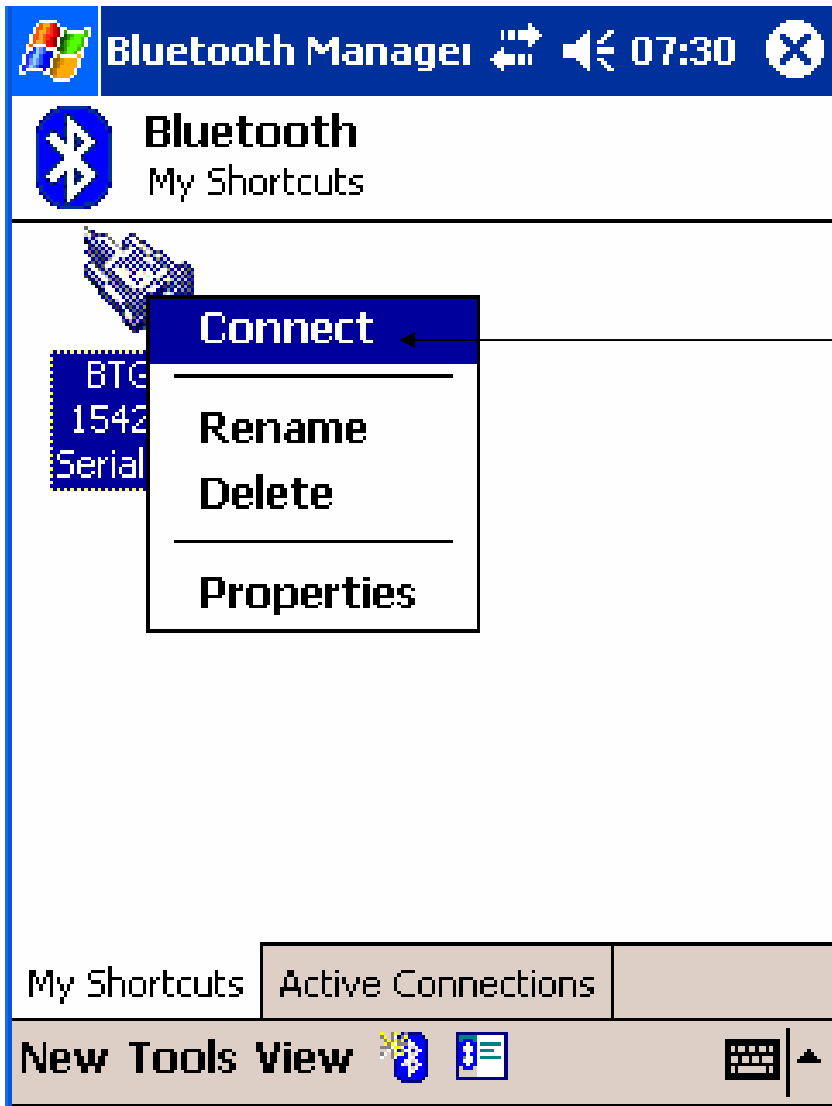 Bluetooth Manager 07:30
Bluetooth
My Shortcuts
Connect
BTG
1542
Serial
Rename
Delete
Properties
My Shortcuts Active Connections
New Tools View